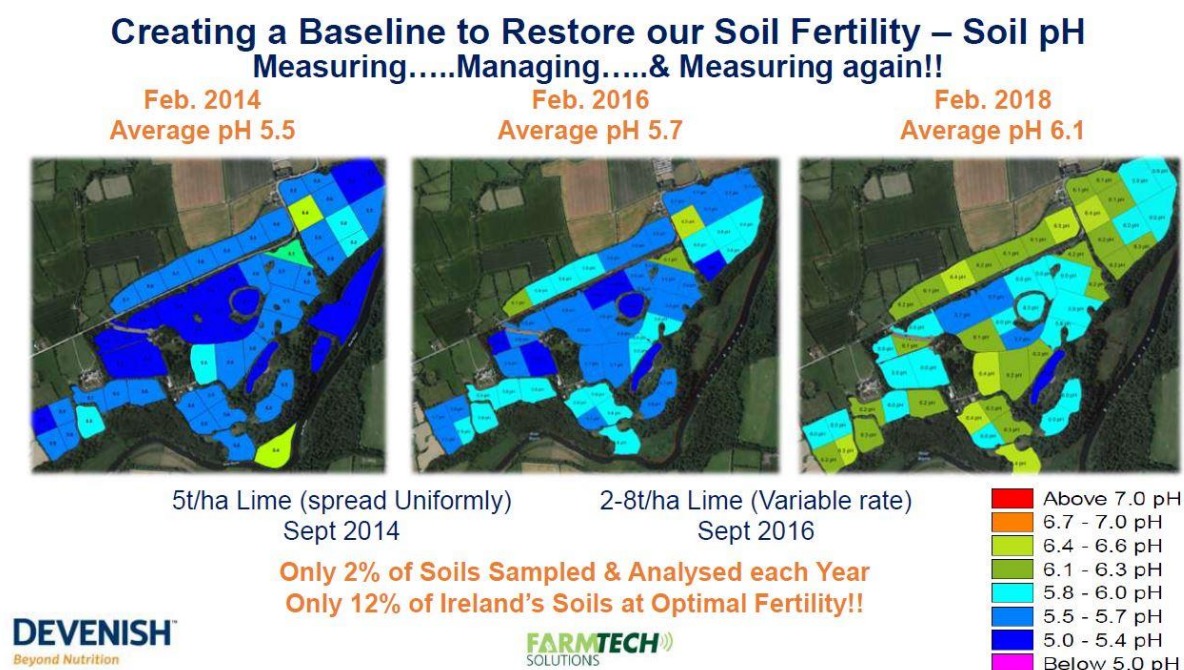 Creating a Baseline to Restore our Soil Fertility – Soil pH
Measuring…..Managing…..& Measuring again!!
Feb. 2014
Average pH 5.5
Feb. 2016
Average pH 5.7
Feb. 2018
Average pH 6.1
5t/ha Lime (spread Uniformly)
Sept 2014
2-8t/ha Lime (Variable rate)
Sept 2016
Only 2% of Soils Sampled & Analysed each Year
Only 12% of Ireland's Soils at Optimal Fertility!!
Above 7.0 pH
6.7 - 7.0 pH
6.4 - 6.6 pH
6.1 - 6.3 pH
5.8 - 6.0 pH
5.5 - 5.7 pH
5.0 - 5.4 pH
Below 5.0 pH
DEVENISH™
Beyond Nutrition
FARMTECH
SOLUTIONS